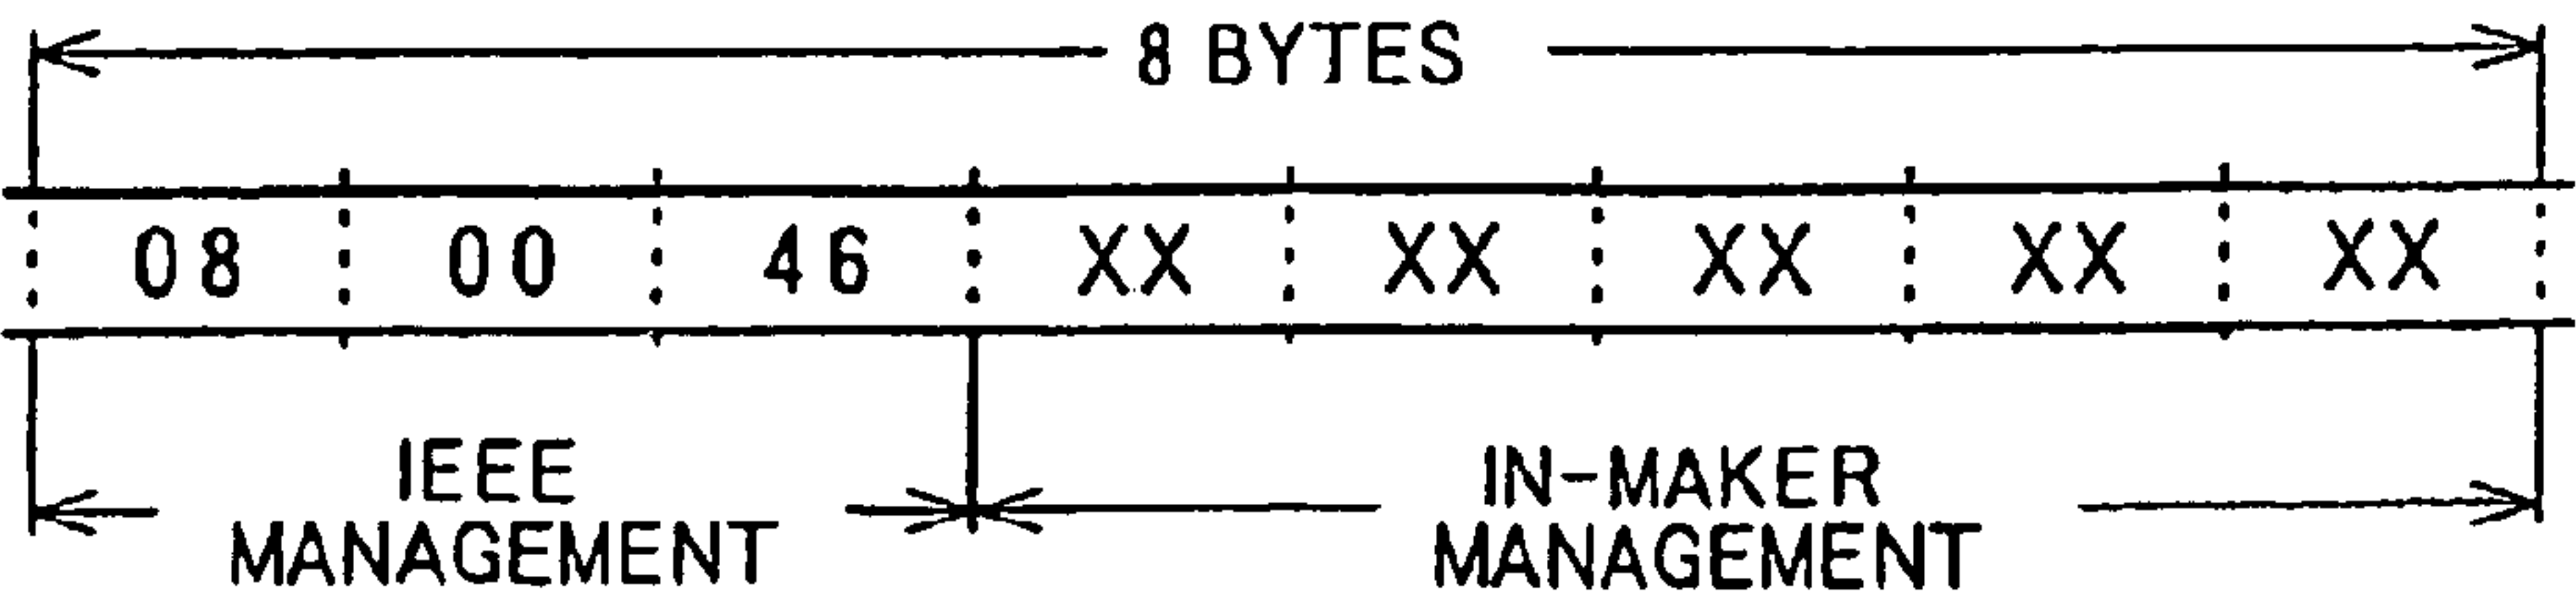 8 BYTES
08 00 46 XX XX XX XX XX
IEEE
MANAGEMENT
IN-MAKER
MANAGEMENT